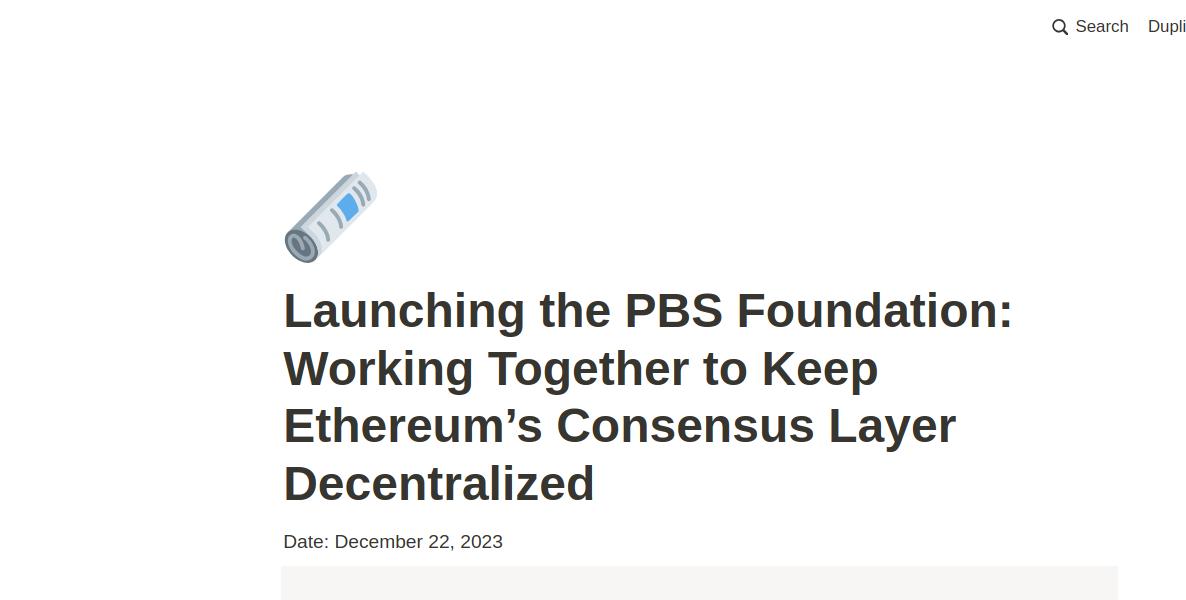 Search Dupli
Launching the PBS Foundation:
Working Together to Keep
Ethereum’s Consensus Layer
Decentralized
Date: December 22, 2023